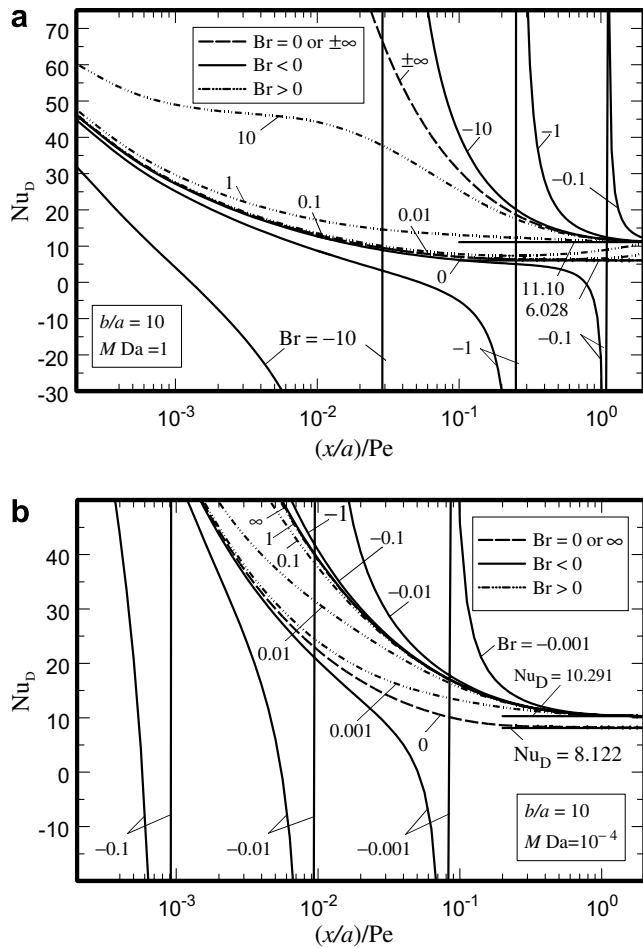 a
Br = 0 or ±∞
Br < 0
Br > 0
±∞
10
−10
−1
−0.1
1
0.1
0.01
0
11.10
6.028
Br = −10
−1
−0.1
b/a = 10
M Da =1
75
70
60
50
40
30
20
10
0
-10
-20
-30
Nu_D
10⁻³
10⁻²
10⁻¹
10⁰
(x/a)/Pe
b
Br = 0 or ∞
Br < 0
Br > 0
∞
1
0.1
−1
−0.1
−0.01
Br = −0.001
Nu_D = 10.291
0.01
0.001
0
Nu_D = 8.122
−0.1
−0.01
−0.001
b/a = 10
M Da=10⁻⁴
40
30
20
10
0
-10
Nu_D
10⁻³
10⁻²
10⁻¹
10⁰
(x/a)/Pe